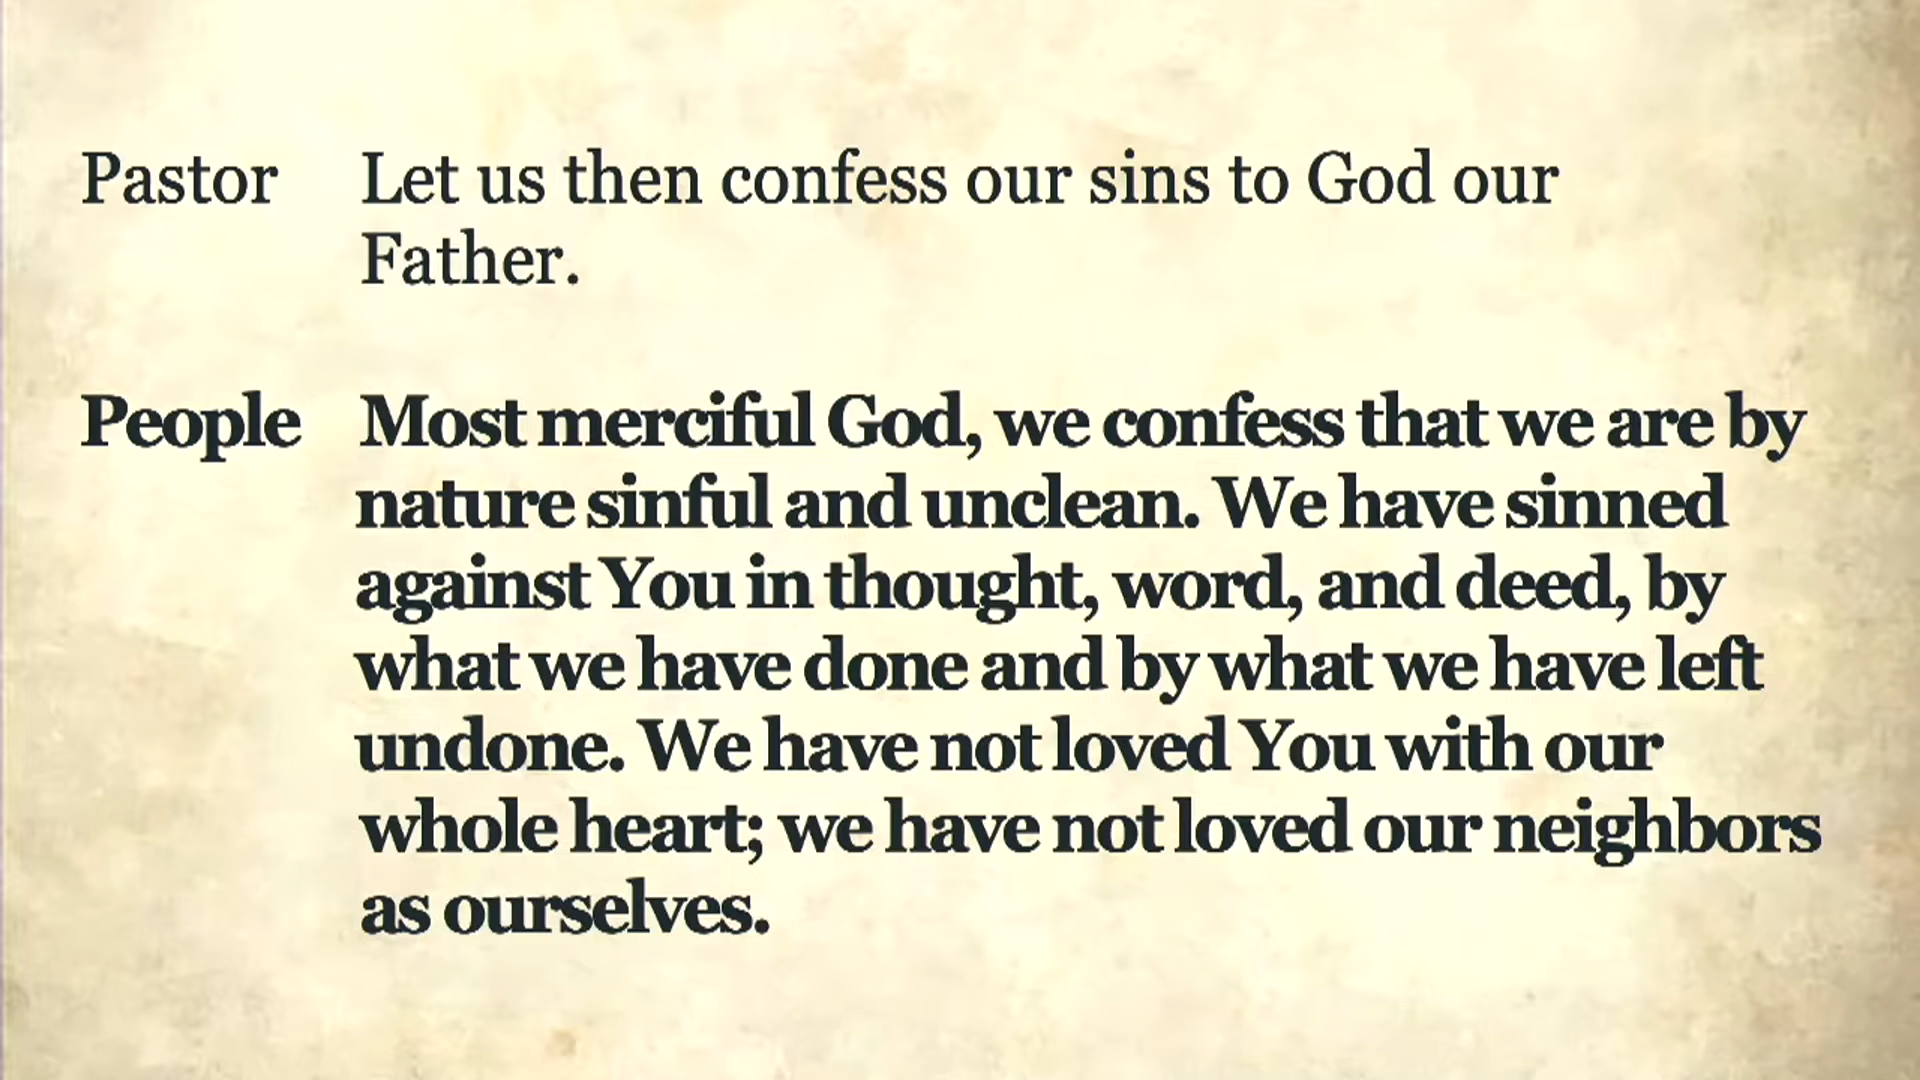 Pastor Let us then confess our sins to God our
Father.
People Most merciful God, we confess that we are by
nature sinful and unclean. We have sinned
against You in thought, word, and deed, by
what we have done and by what we have left
undone. We have not loved You with our
whole heart; we have not loved our neighbors
as ourselves.